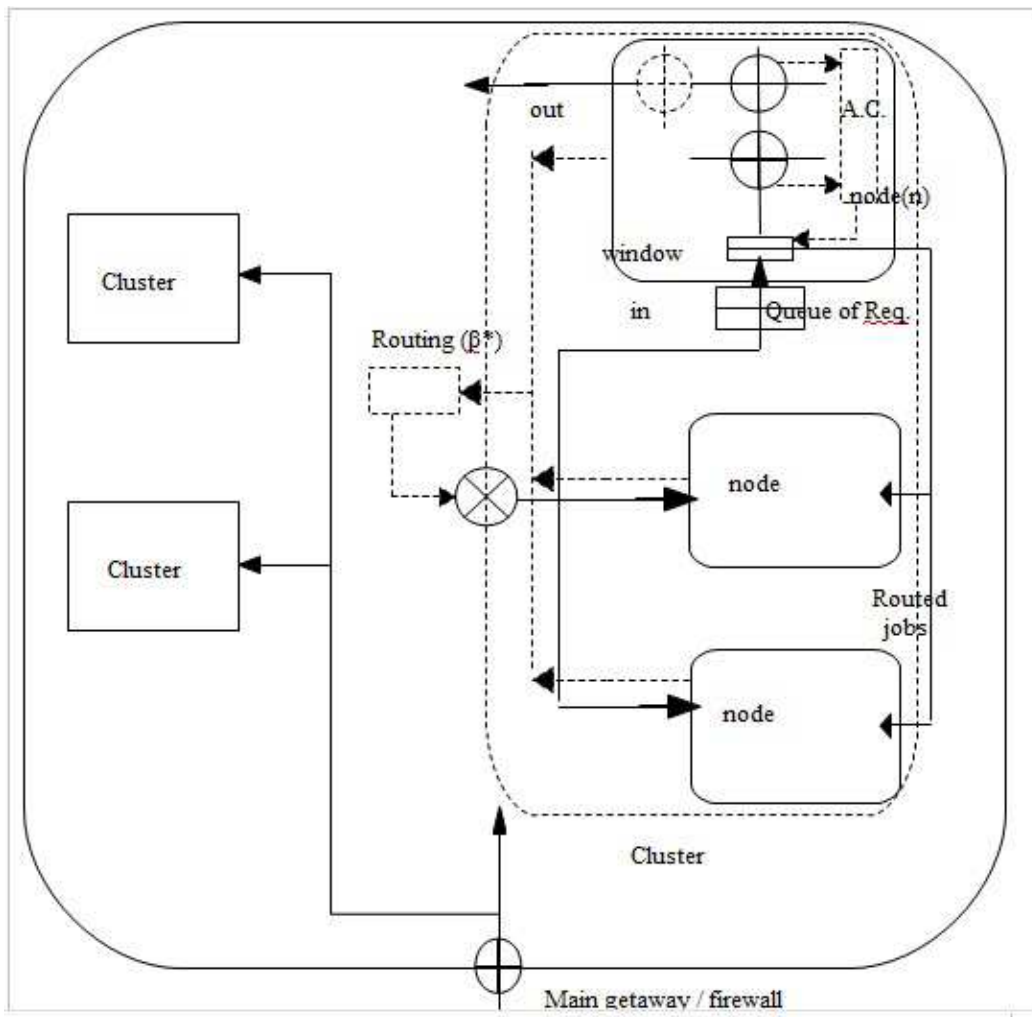 out
A.C.
node(n)
Cluster
window
in
Queue of Req.
Routing (β*)
node
Cluster
Routed
jobs
node
Cluster
Main getaway / firewall